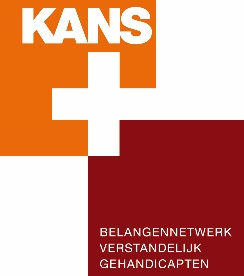 KANS
BELANGENNETWERK
VERSTANDELIJK
GEHANDICAPTEN